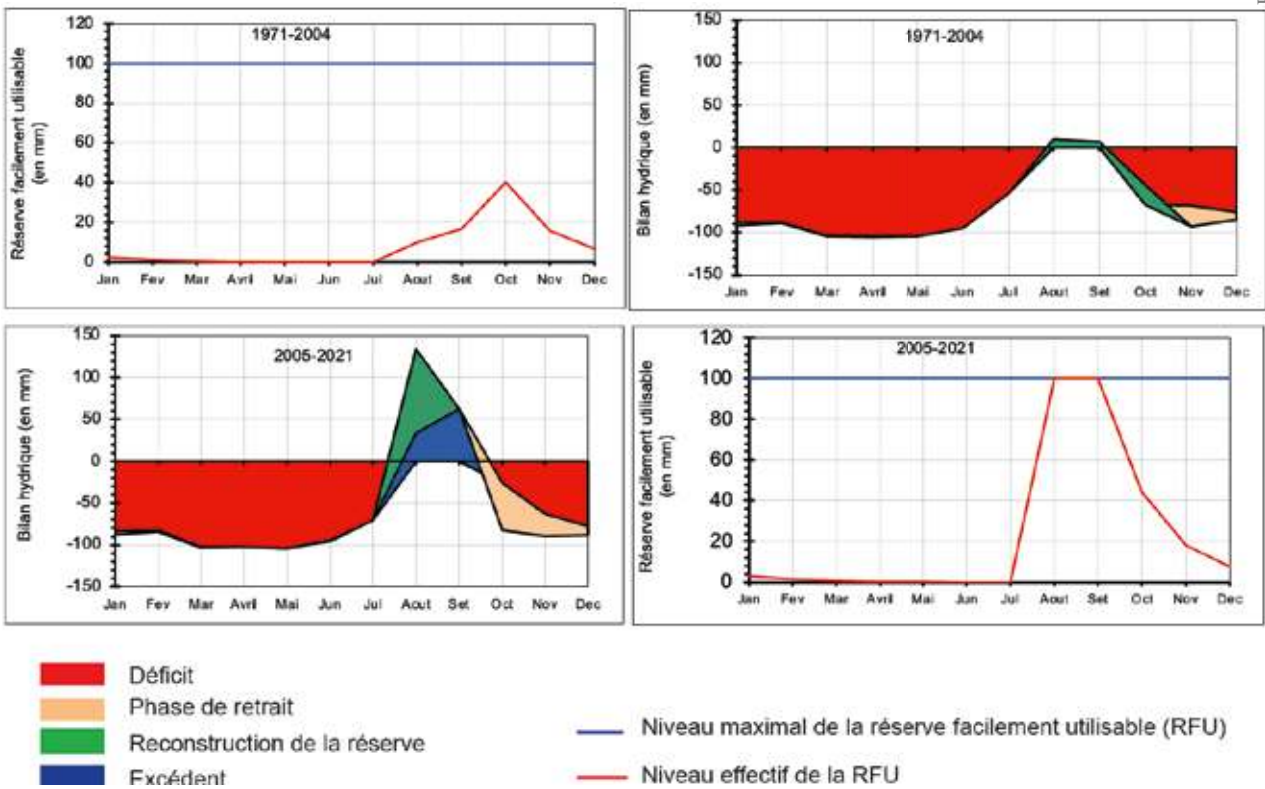 1971-2004
Réserve facilement utilisable
(en mm)
120
100
80
60
40
20
0
Jan Fev Mar Avril Mai Jun Jul Aout Set Oct Nov Dec
1971-2004
Bilan hydrique (en mm)
150
100
50
0
-50
-100
-150
Jan Fev Mar Avril Mai Jun Jul Aout Set Oct Nov Dec
2005-2021
Bilan hydrique (en mm)
150
100
50
0
-50
-100
-150
Jan Fev Mar Avril Mai Jun Jul Aout Set Oct Nov Dec
2005-2021
Réserve facilement utilisable
(en mm)
120
100
80
60
40
20
0
Jan Fev Mar Avril Mai Jun Jul Aout Set Oct Nov Dec
Déficit
Phase de retrait
Reconstruction de la réserve
Excédent
Niveau maximal de la réserve facilement utilisable (RFU)
Niveau effectif de la RFU